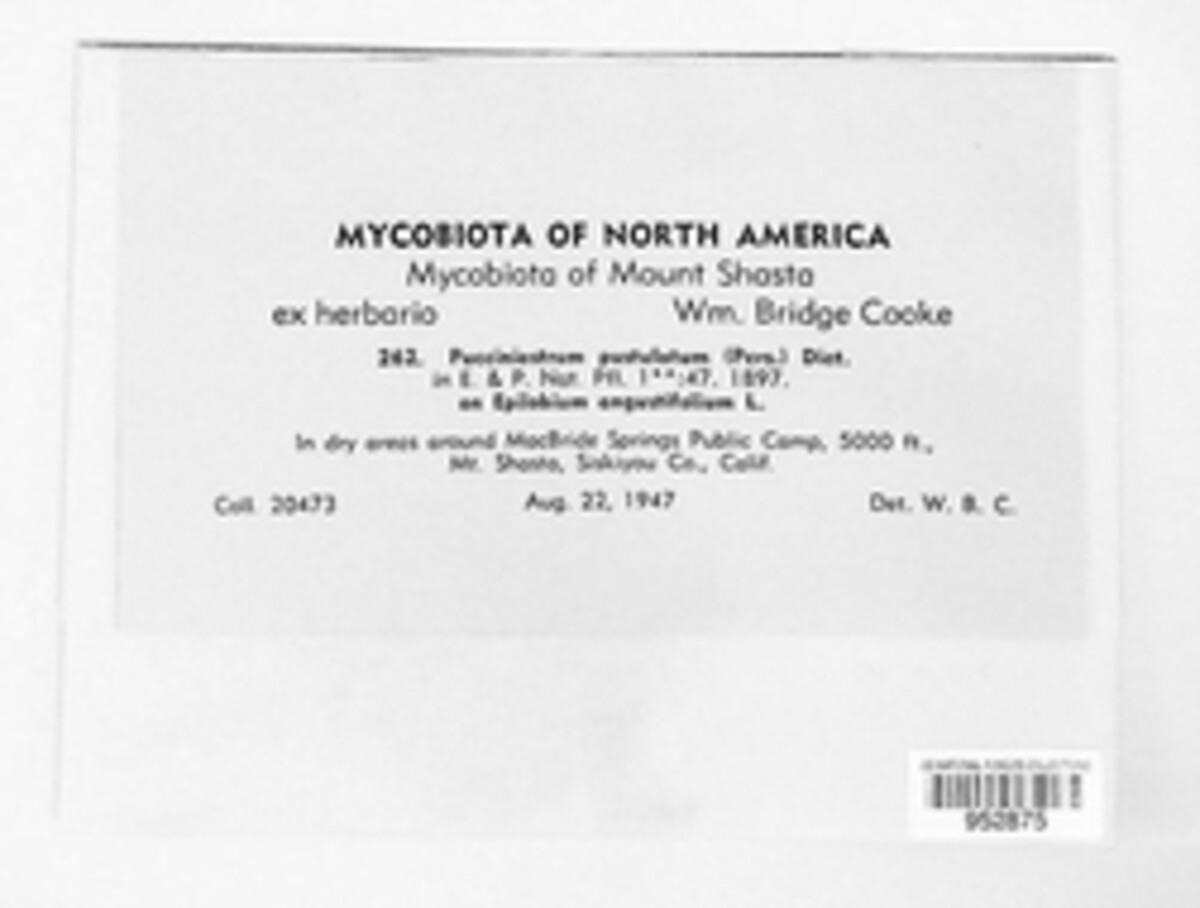 MYCOBIOTA OF NORTH AMERICA
Mycobiota of Mount Shasta
ex herbario Wm. Bridge Cooke
262. Pucciniastrum pustulatum (Pers.) Diet.
in E. & P. Nat. Pfl. 1**:47. 1897.
on Epilobium angustifolium L.
In dry areas around MacBride Springs Public Camp, 5000 ft.,
Mt. Shasta, Siskiyou Co., Calif.
Coll. 20473 Aug. 22, 1947 Det. W. B. C.
952875